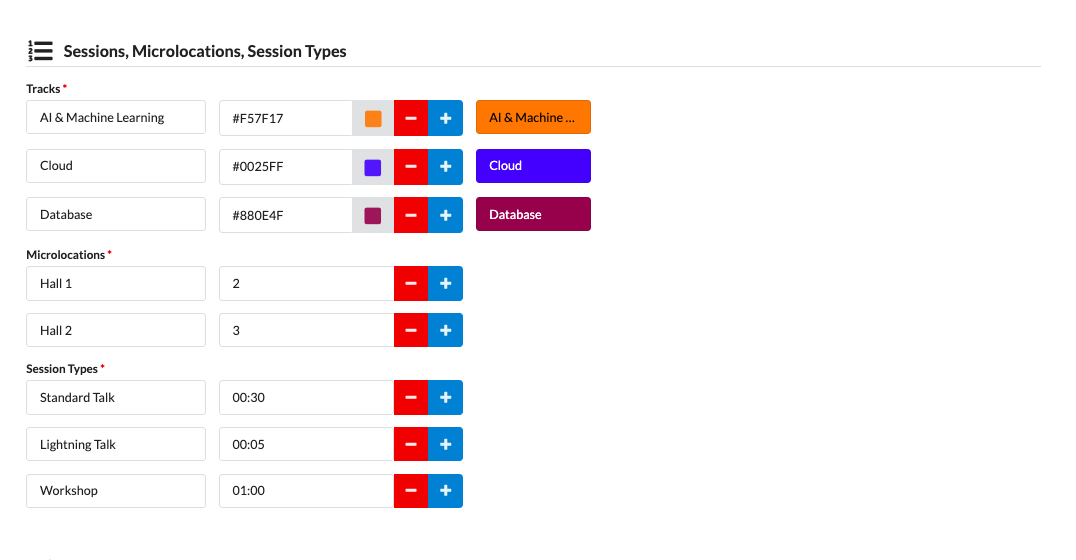 Sessions, Microlocations, Session Types
Tracks *
AI & Machine Learning #F57F17 AI & Machine ...
Cloud #0025FF Cloud
Database #880E4F Database
Microlocations *
Hall 1 2
Hall 2 3
Session Types *
Standard Talk 00:30
Lightning Talk 00:05
Workshop 01:00